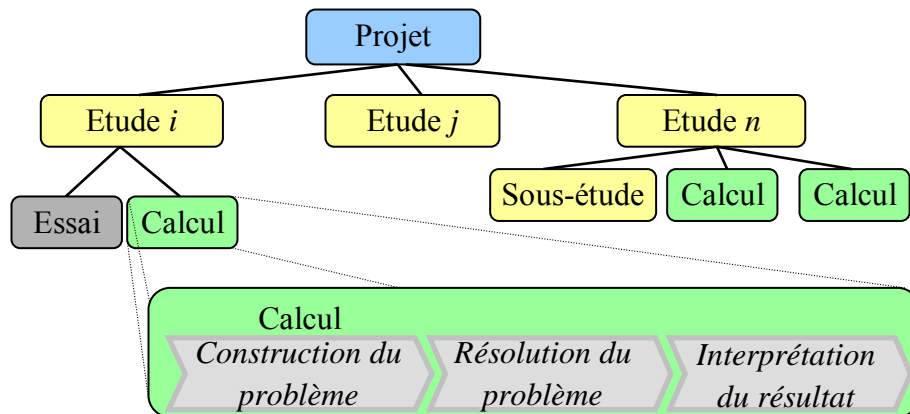 Projet
Etude i
Etude j
Etude n
Essai
Calcul
Sous-étude
Calcul
Calcul
Calcul
Construction du
problème
Résolution du
problème
Interprétation
du résultat